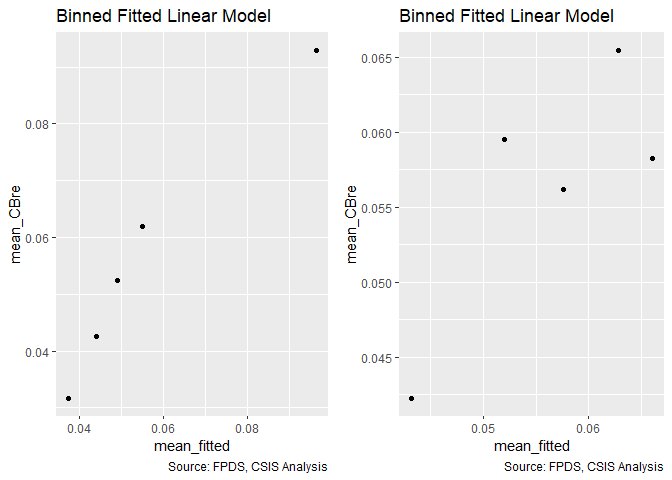 Binned Fitted Linear Model
mean_CBre
0.08
0.06
0.04
0.04 0.06 0.08
mean_fitted
Source: FPDS, CSIS Analysis
Binned Fitted Linear Model
mean_CBre
0.065
0.060
0.055
0.050
0.045
0.05 0.06
mean_fitted
Source: FPDS, CSIS Analysis